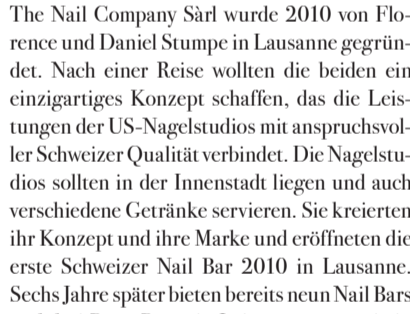 The Nail Company Sàrl wurde 2010 von Flo-
rence und Daniel Stumpe in Lausanne gegrün-
det. Nach einer Reise wollten die beiden ein
einzigartiges Konzept schaffen, das die Leis-
tungen der US-Nagelstudios mit anspruchsvol-
ler Schweizer Qualität verbindet. Die Nagelstu-
dios sollten in der Innenstadt liegen und auch
verschiedene Getränke servieren. Sie kreierten
ihr Konzept und ihre Marke und eröffneten die
erste Schweizer Nail Bar 2010 in Lausanne.
Sechs Jahre später bieten bereits neun Nail Bars